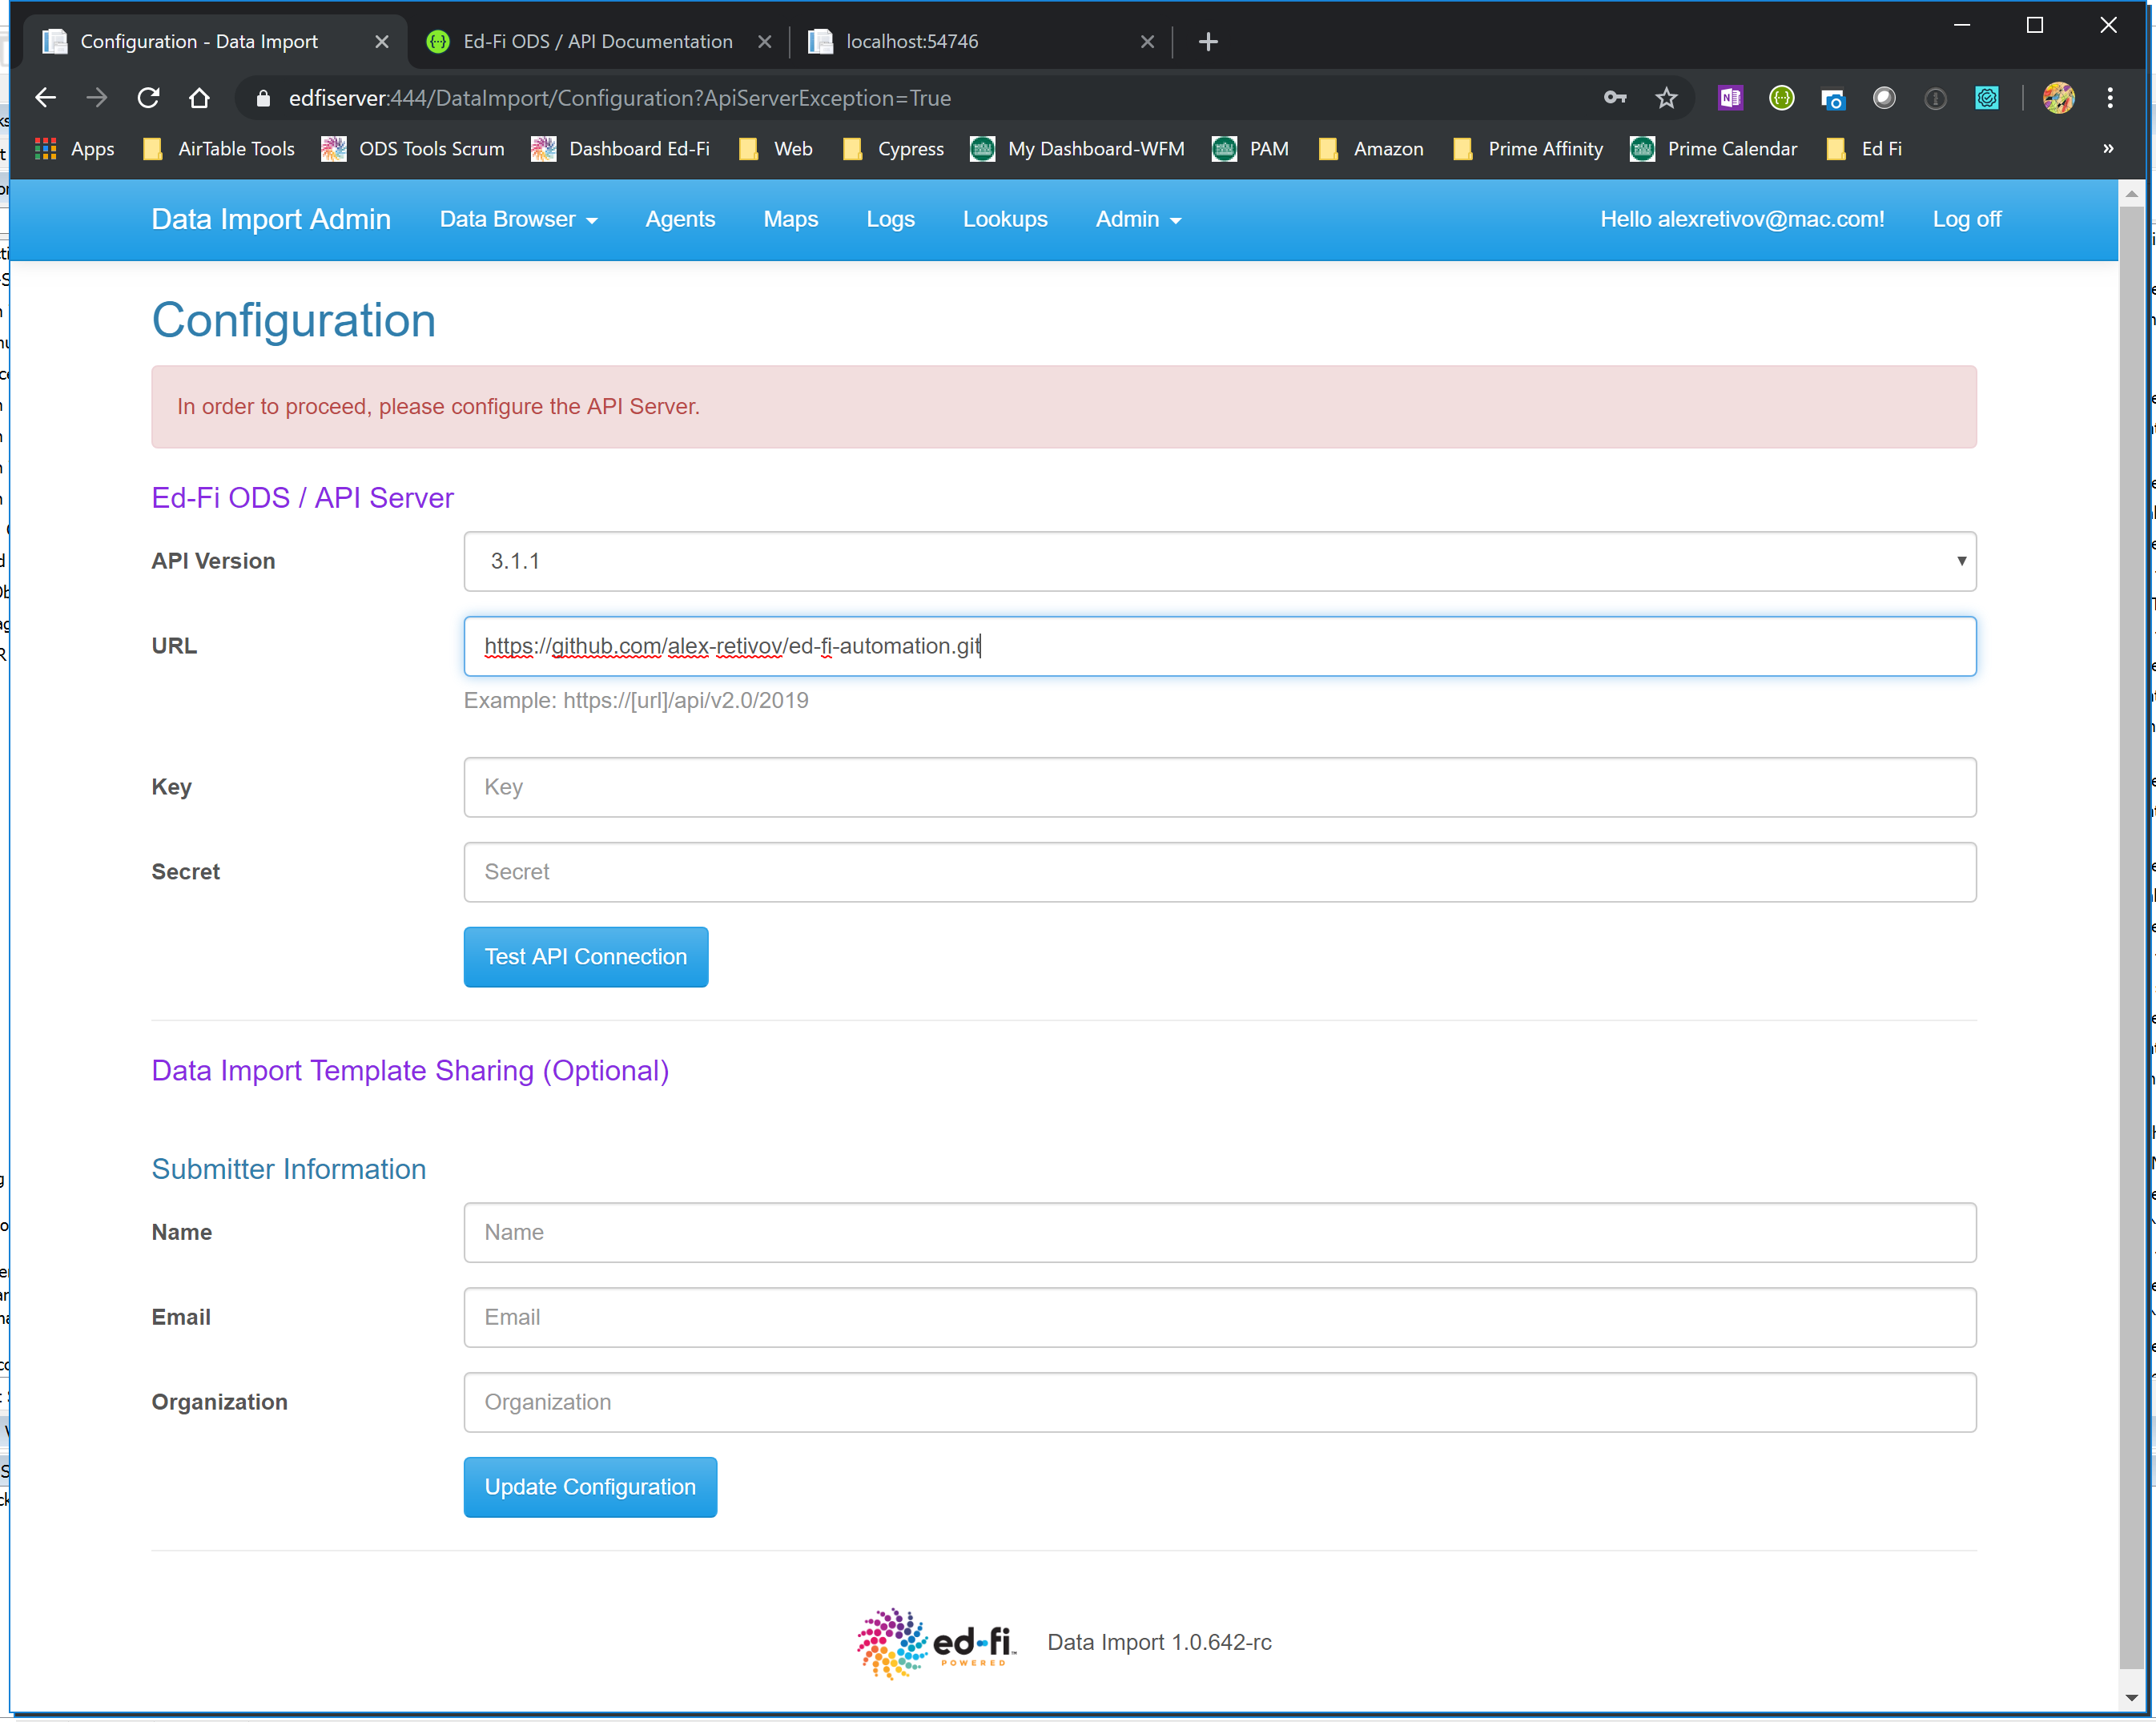 Configuration - Data Import
Ed-Fi ODS / API Documentation
localhost:54746
edfiserver:444/DataImport/Configuration?ApiServerException=True
Apps
AirTable Tools
ODS Tools Scrum
Dashboard Ed-Fi
Web
Cypress
My Dashboard-WFM
PAM
Amazon
Prime Affinity
Prime Calendar
Ed Fi
»
Data Import Admin
Data Browser
Agents
Maps
Logs
Lookups
Admin
Hello alexretivov@mac.com!
Log off
Configuration
In order to proceed, please configure the API Server.
Ed-Fi ODS / API Server
API Version
3.1.1
URL
https://github.com/alex-retivov/ed-fi-automation.git
Example: https://[url]/api/v2.0/2019
Key
Key
Secret
Secret
Test API Connection
Data Import Template Sharing (Optional)
Submitter Information
Name
Name
Email
Email
Organization
Organization
Update Configuration
ed-fi
POWERED
Data Import 1.0.642-rc